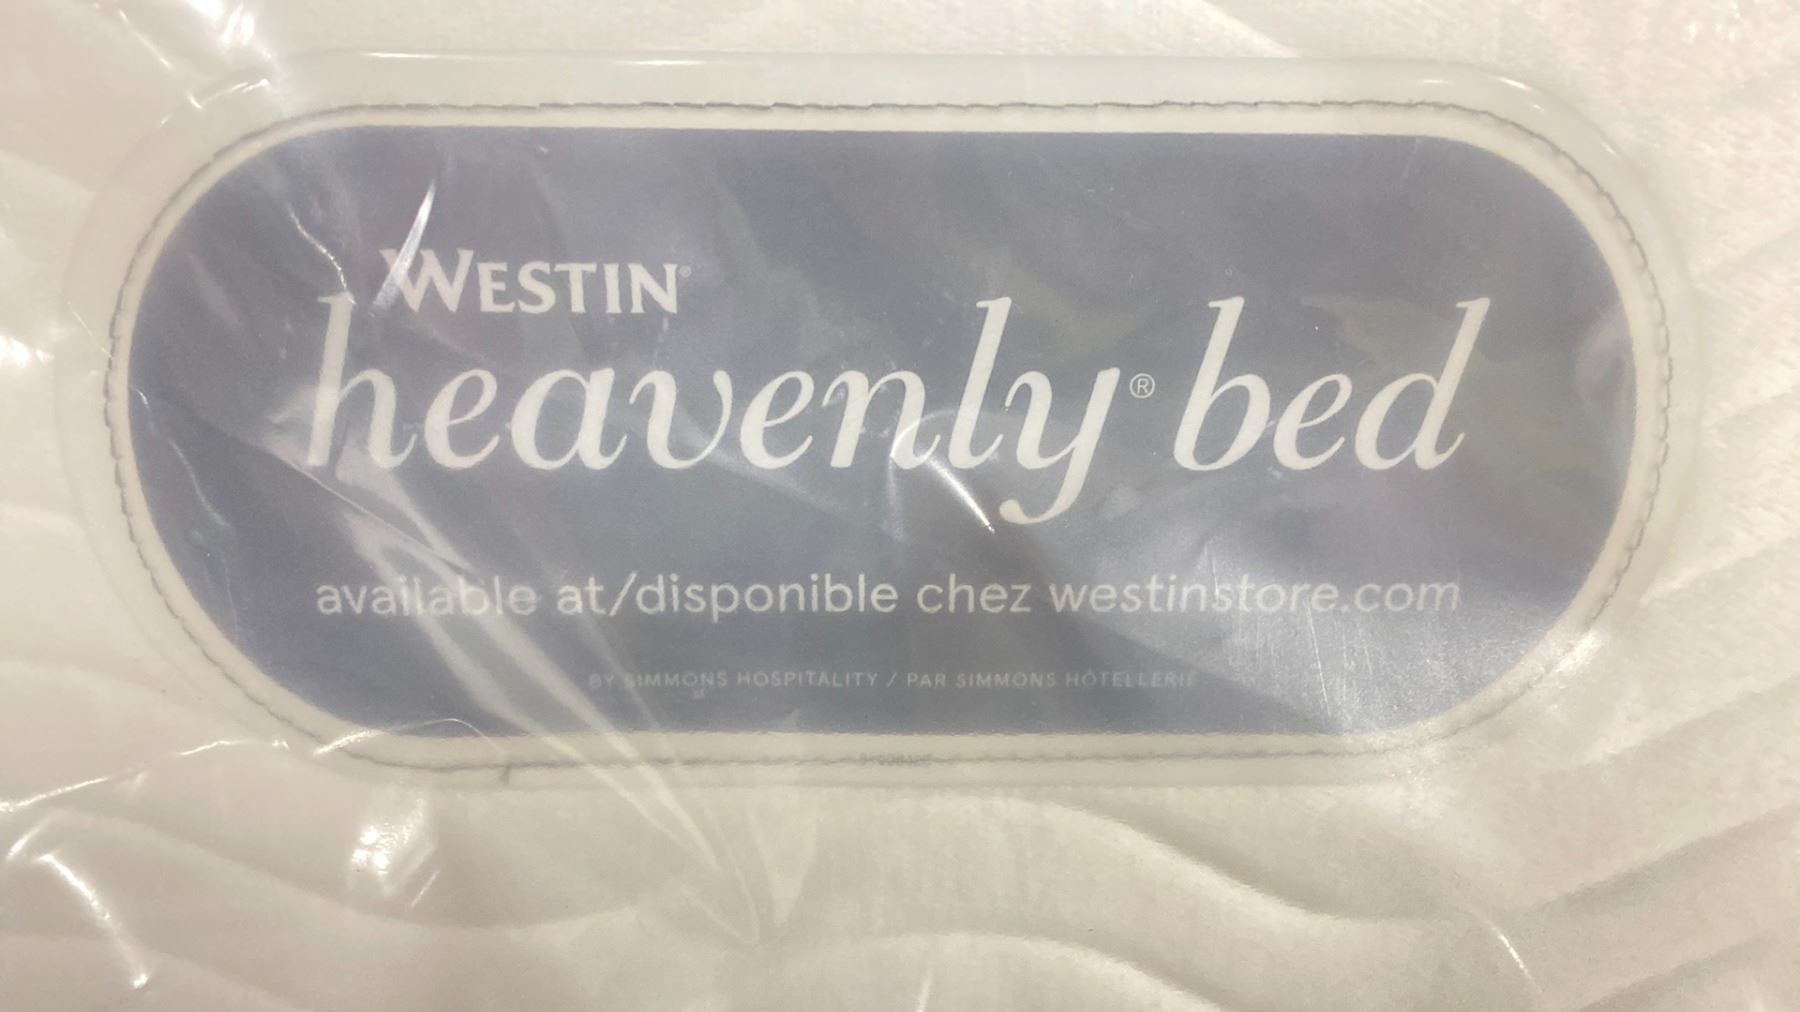 WESTIN®
heavenly® bed
available at/disponible chez westinstore.com
BY SIMMONS HOSPITALITY / PAR SIMMONS HÔTELLERIE